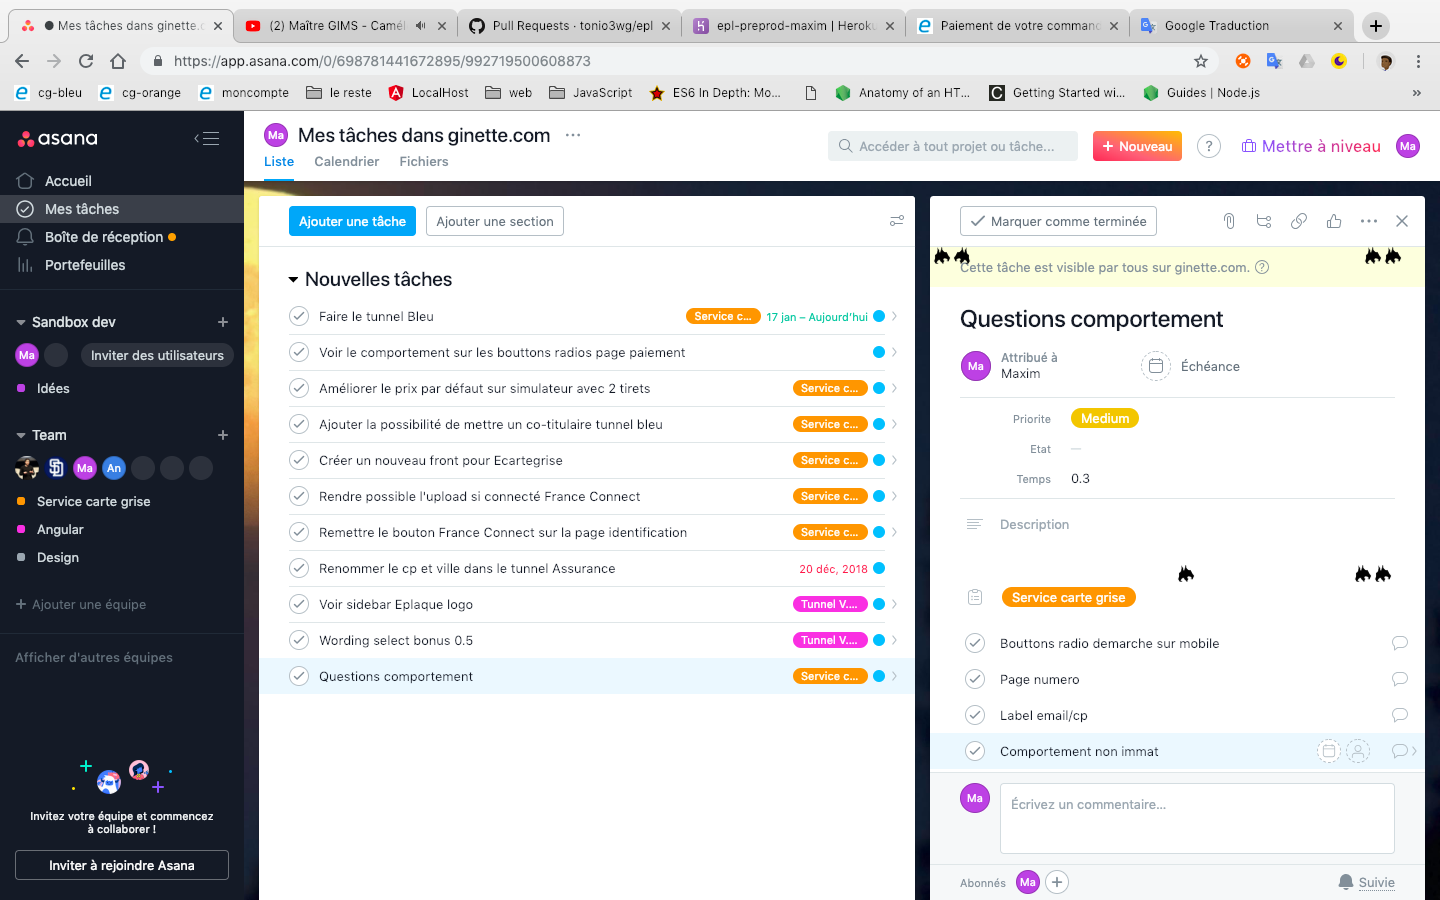 Mes tâches dans ginette.c
(2) Maître GIMS - Camél
Pull Requests · tonio3wg/epl
epl-preprod-maxim | Heroku
Paiement de votre commande
Google Traduction
https://app.asana.com/0/698781441672895/992719500608873
cg-bleu
cg-orange
moncompte
le reste
LocalHost
web
JavaScript
ES6 In Depth: Mo...
Anatomy of an HT...
Getting Started wi...
Guides | Node.js
»
asana
Accueil
Mes tâches
Boîte de réception
Portefeuilles
Sandbox dev
Ma
Inviter des utilisateurs
Idées
Team
SD
Ma
An
Service carte grise
Angular
Design
+ Ajouter une équipe
Afficher d'autres équipes
Invitez votre équipe et commencez
à collaborer !
Inviter à rejoindre Asana
Ma
Mes tâches dans ginette.com
Liste
Calendrier
Fichiers
Accéder à tout projet ou tâche...
+ Nouveau
?
Mettre à niveau
Ma
Ajouter une tâche
Ajouter une section
Nouvelles tâches
Faire le tunnel Bleu
Service c...
17 jan – Aujourd'hui
Voir le comportement sur les bouttons radios page paiement
Améliorer le prix par défaut sur simulateur avec 2 tirets
Service c...
Ajouter la possibilité de mettre un co-titulaire tunnel bleu
Service c...
Créer un nouveau front pour Ecartegrise
Service c...
Rendre possible l'upload si connecté France Connect
Service c...
Remettre le bouton France Connect sur la page identification
Service c...
Renommer le cp et ville dans le tunnel Assurance
20 déc, 2018
Voir sidebar Eplaque logo
Tunnel V....
Wording select bonus 0.5
Tunnel V....
Questions comportement
Service c...
Marquer comme terminée
Cette tâche est visible par tous sur ginette.com. ?
Questions comportement
Ma
Attribué à
Maxim
Échéance
Priorite
Medium
Etat
—
Temps
0.3
Description
Service carte grise
Bouttons radio demarche sur mobile
Page numero
Label email/cp
Comportement non immat
Ma
Écrivez un commentaire...
Abonnés
Ma
+
Suivie